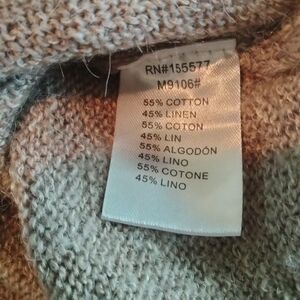 RN#155577
M9106#
55% COTTON
45% LINEN
55% COTON
45% LIN
55% ALGODÓN
45% LINO
55% COTONE
45% LINO